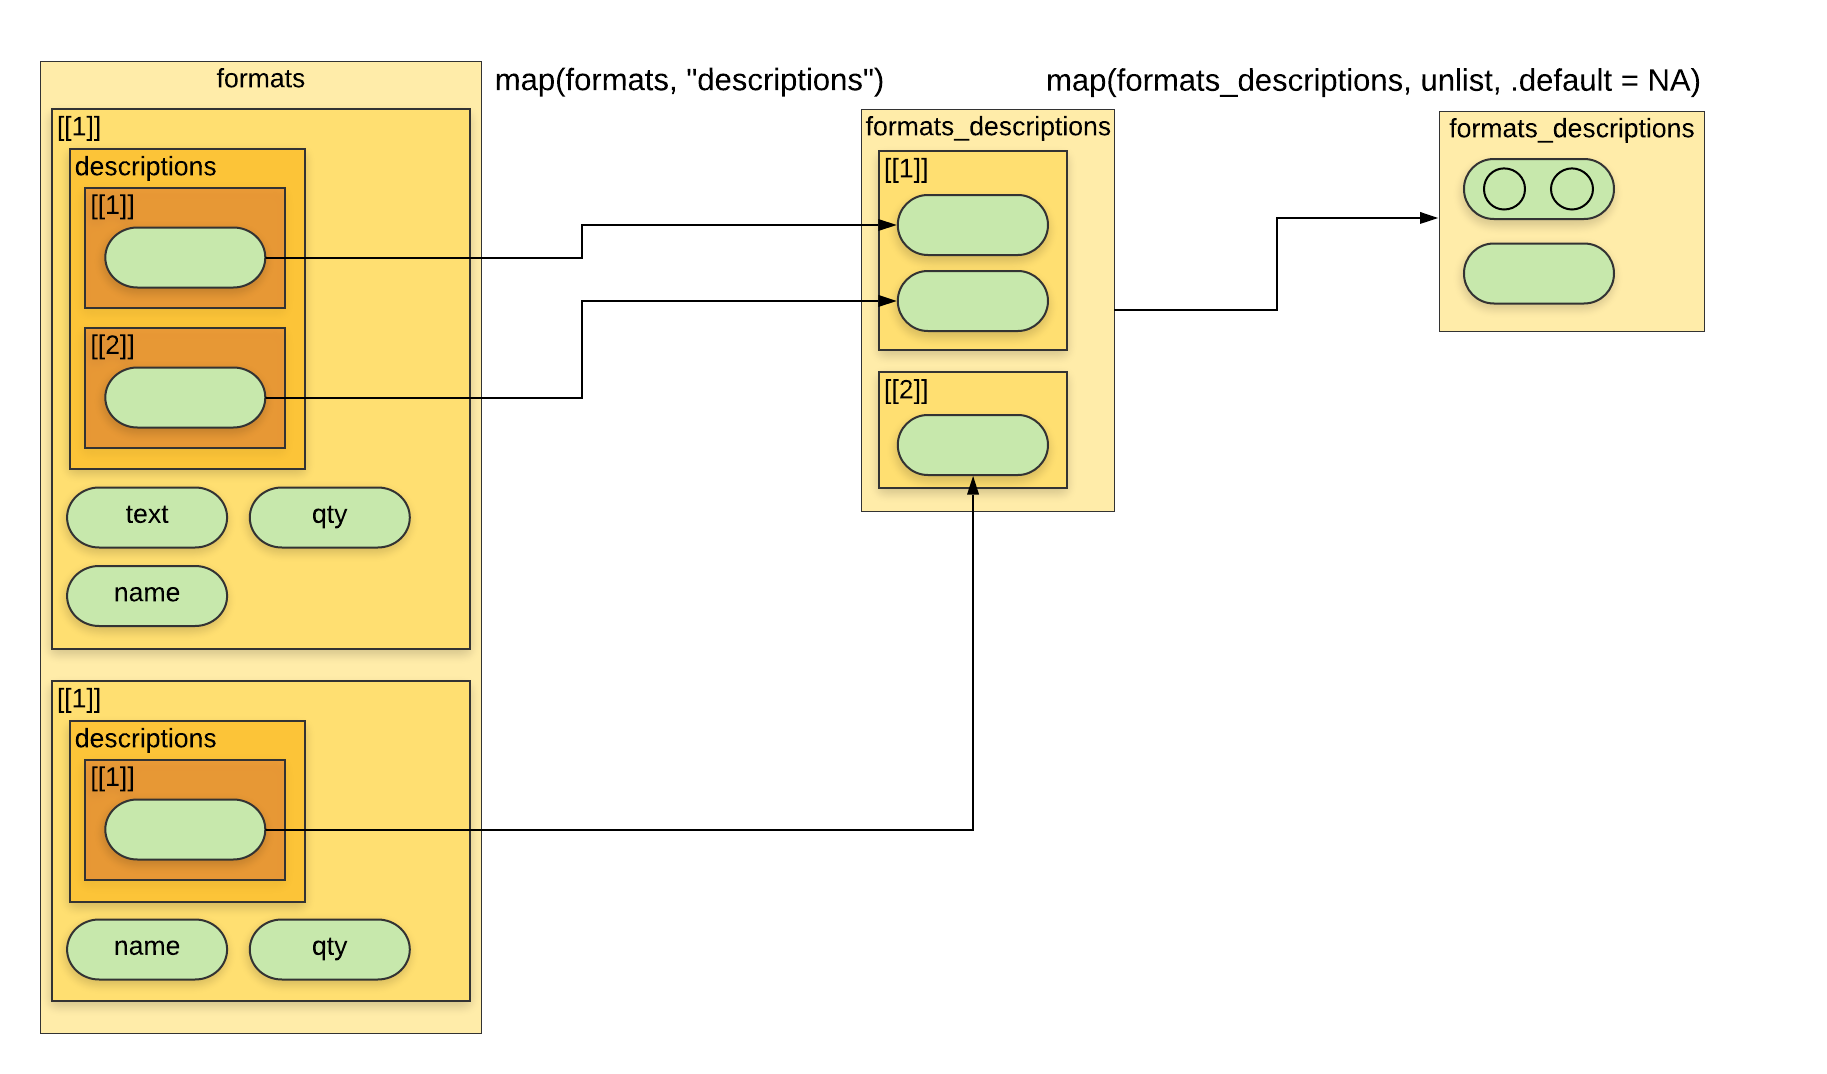 formats
[[1]]
descriptions
[[1]]
[[2]]
text
qty
name
[[1]]
descriptions
[[1]]
name
qty
map(formats, "descriptions")
formats_descriptions
[[1]]
[[2]]
map(formats_descriptions, unlist, .default = NA)
formats_descriptions